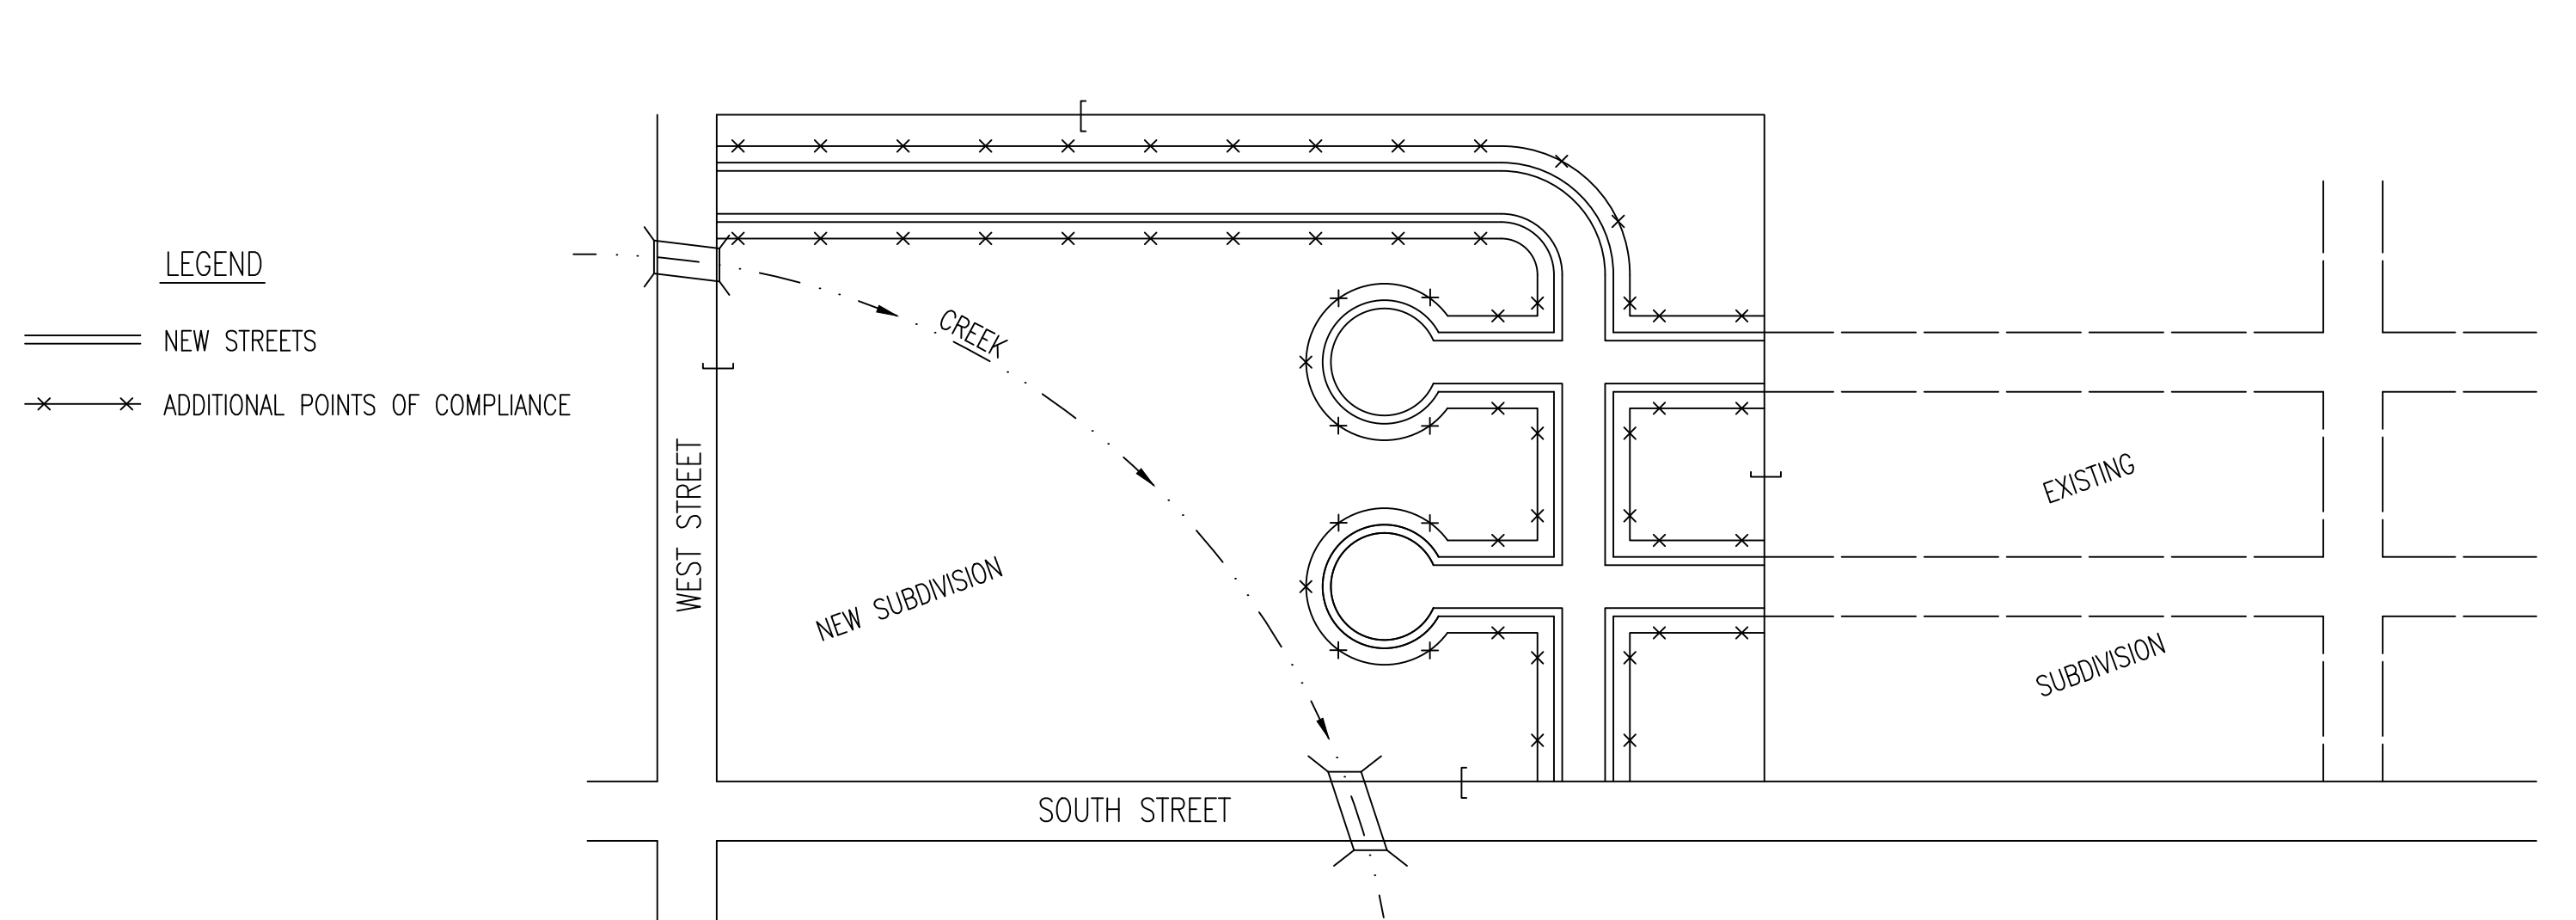 LEGEND
NEW STREETS
ADDITIONAL POINTS OF COMPLIANCE
CREEK
WEST STREET
NEW SUBDIVISION
SOUTH STREET
EXISTING
SUBDIVISION